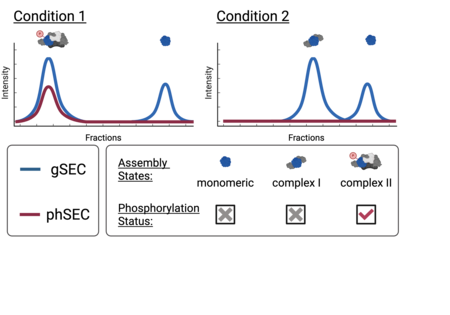 Condition 1
Condition 2
Intensity
Intensity
Fractions
Fractions
gSEC
phSEC
Assembly
States:
monomeric
complex I
complex II
Phosphorylation
Status: